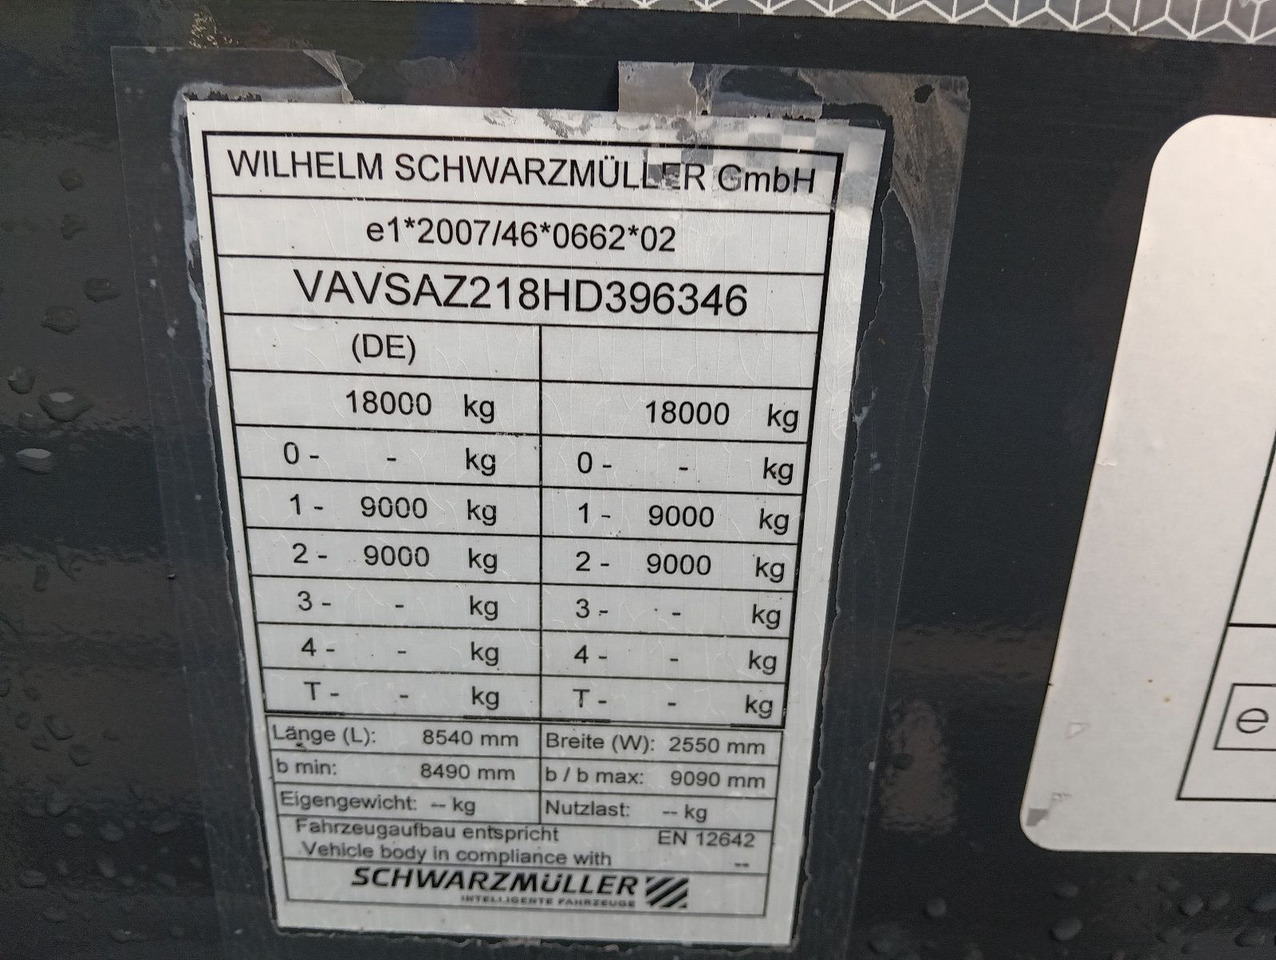 WILHELM SCHWARZMÜLLER GmbH
e1*2007/46*0662*02
VAVSAZ218HD396346
(DE)
18000 kg 18000 kg
0 - - kg 0 - - kg
1 - 9000 kg 1 - 9000 kg
2 - 9000 kg 2 - 9000 kg
3 - - kg 3 - - kg
4 - - kg 4 - - kg
T - - kg T - - kg
Länge (L): 8540 mm Breite (W): 2550 mm
b min: 8490 mm b / b max: 9090 mm
Eigengewicht: -- kg Nutzlast: -- kg
Fahrzeugaufbau entspricht EN 12642
Vehicle body in compliance with --
SCHWARZMÜLLER
INTELLIGENTE FAHRZEUGE
e